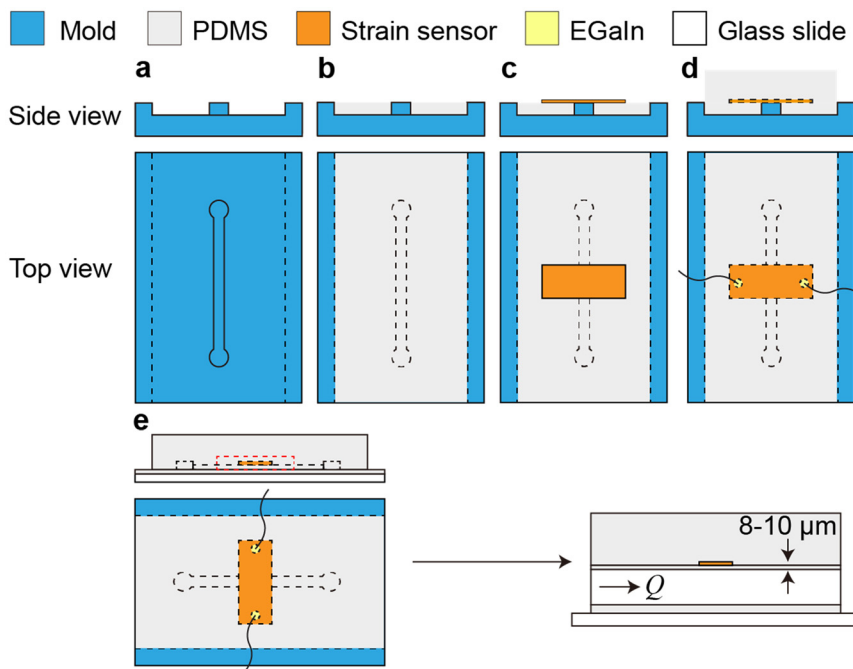 Mold PDMS Strain sensor EGaIn Glass slide
a b c d
Side view
Top view
e
8-10 µm
Q